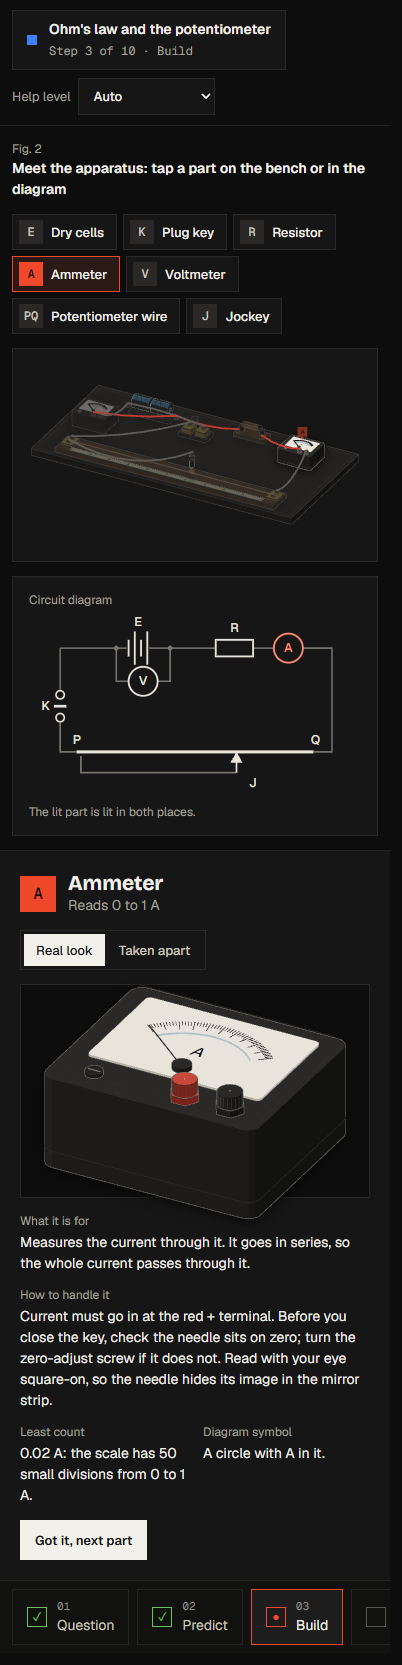 Ohm's law and the potentiometer
Step 3 of 10 · Build
Help level Auto
Fig. 2
Meet the apparatus: tap a part on the bench or in the
diagram
E Dry cells K Plug key R Resistor
A Ammeter V Voltmeter
PQ Potentiometer wire J Jockey
A
Circuit diagram
E
R
A
V
K
P
Q
J
The lit part is lit in both places.
A Ammeter
Reads 0 to 1 A
Real look Taken apart
A
What it is for
Measures the current through it. It goes in series, so
the whole current passes through it.
How to handle it
Current must go in at the red + terminal. Before you
close the key, check the needle sits on zero; turn the
zero-adjust screw if it does not. Read with your eye
square-on, so the needle hides its image in the mirror
strip.
Least count
0.02 A: the scale has 50
small divisions from 0 to 1
A.
Diagram symbol
A circle with A in it.
Got it, next part
01
Question
02
Predict
03
Build